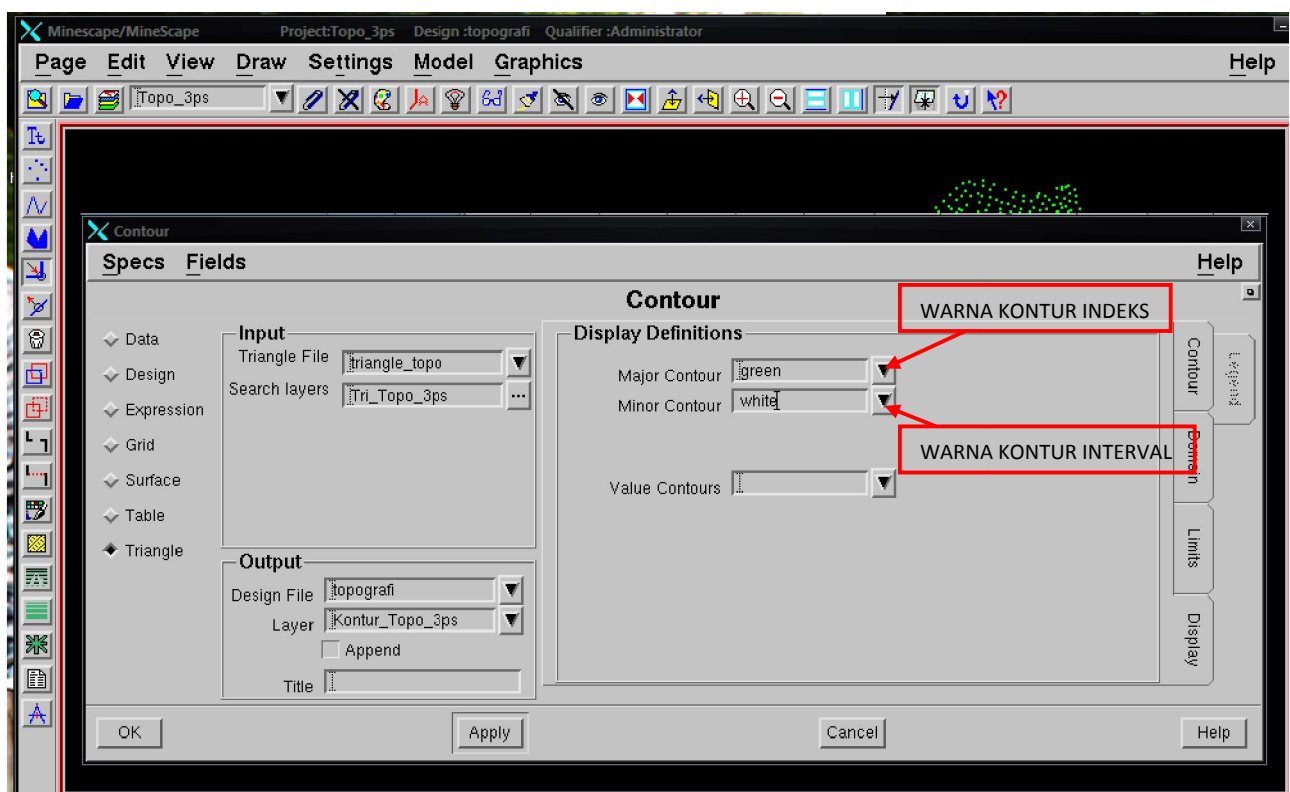 Minescape/MineScape Project:Topo_3ps Design :topografi Qualifier :Administrator
Page Edit View Draw Settings Model Graphics Help
Topo_3ps
Tt
Contour
Specs Fields Help
Contour
WARNA KONTUR INDEKS
Data
Design
Expression
Grid
Surface
Table
Triangle
Input
Triangle File triangle_topo
Search layers Tri_Topo_3ps ...
Output
Design File topografi
Layer Kontur_Topo_3ps
Append
Title
Display Definitions
Major Contour green
Minor Contour white
WARNA KONTUR INTERVAL
Value Contours
Contour
Legend
Domain
Limits
Display
OK Apply Cancel Help